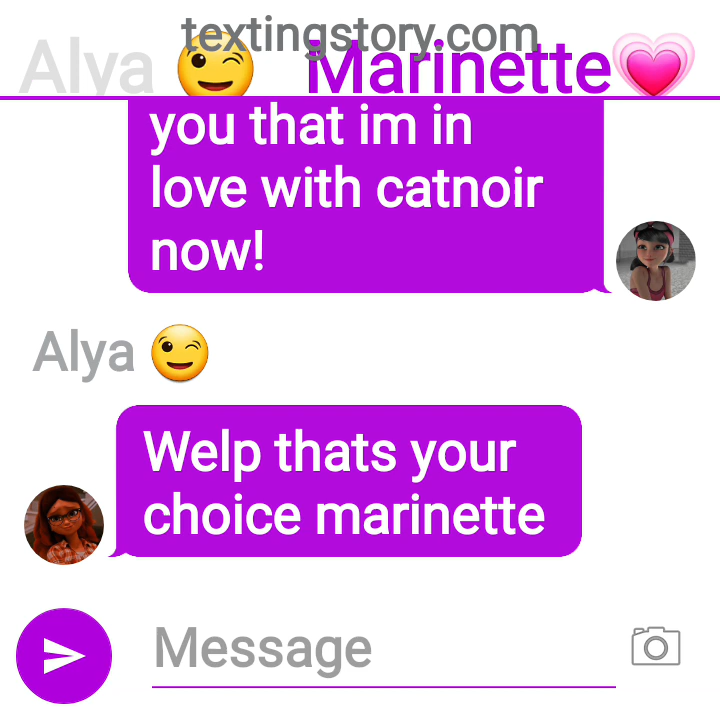 textingstory.com
Alya 😉 Marinette💗
you that im in
love with catnoir
now!
Alya 😉
Welp thats your
choice marinette
Message